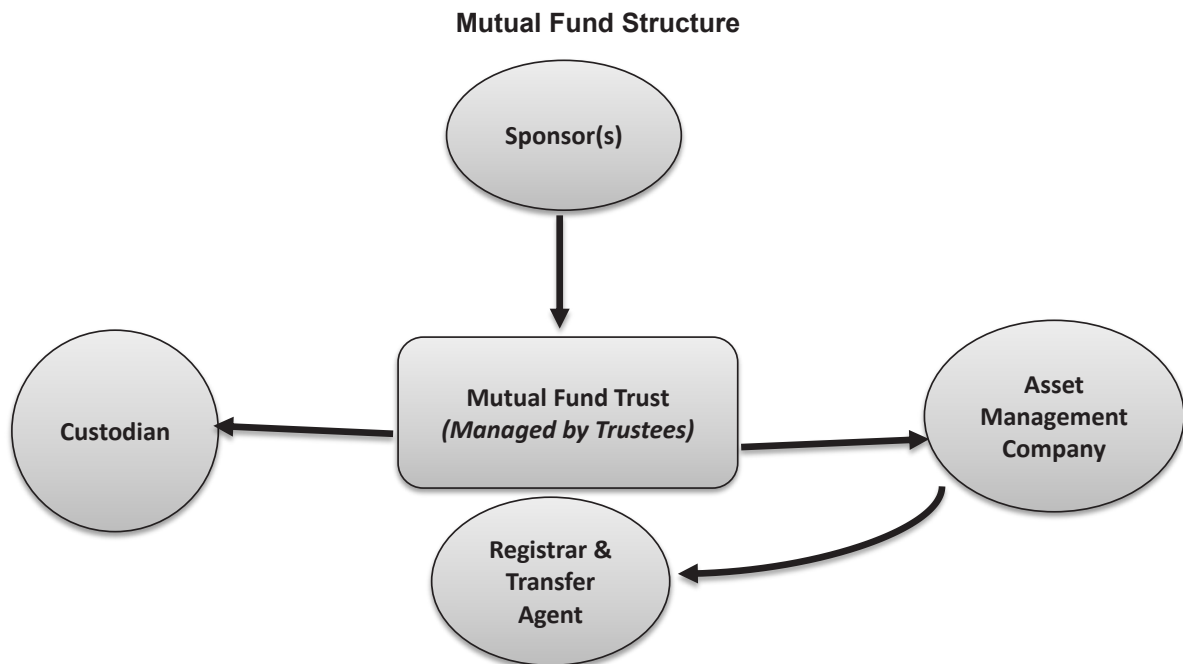 Mutual Fund Structure
Sponsor(s)
Mutual Fund Trust
(Managed by Trustees)
Custodian
Asset
Management
Company
Registrar &
Transfer
Agent